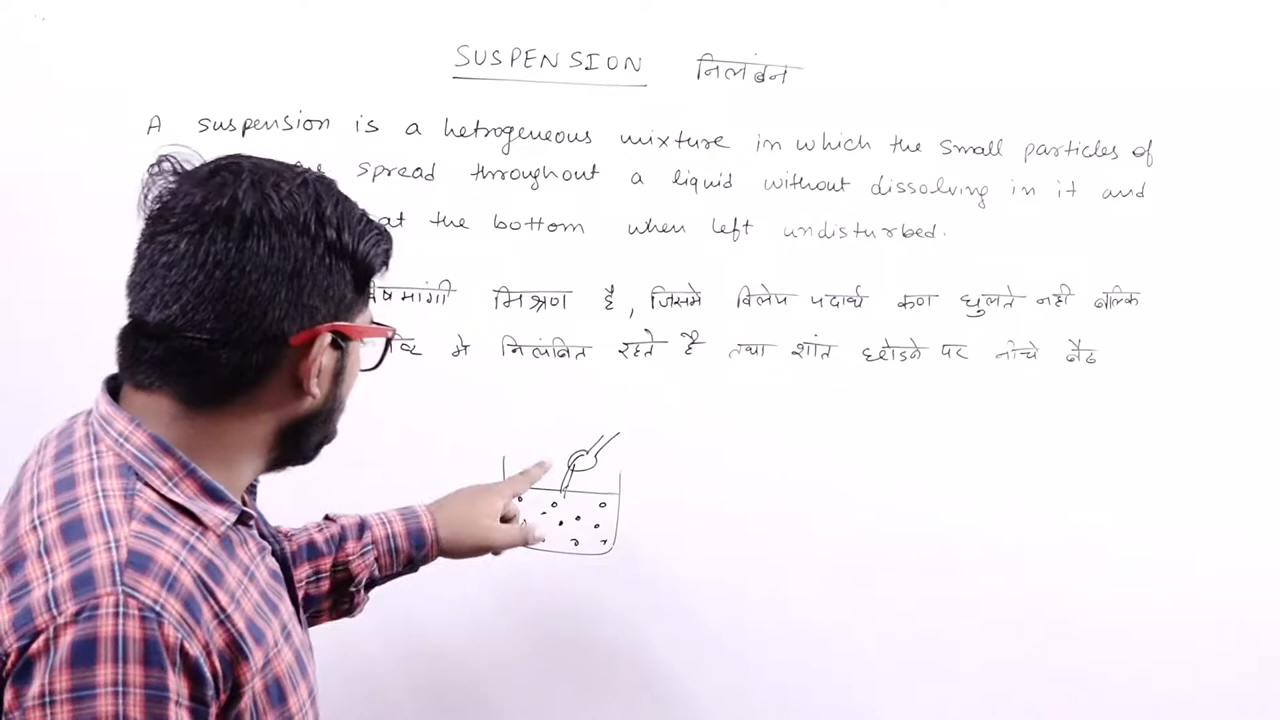 SUSPENSION निलंबन
A suspension is a hetrogeneous mixture in which the small particles of
spread throughout a liquid without dissolving in it and
at the bottom when left undisturbed.
विषमांगी मिश्रण है, जिसमे विलेय पदार्थ कण घुलते नही बल्कि
मे निलंबित रहते है तथा शांत छोडने पर नीचे बैठ